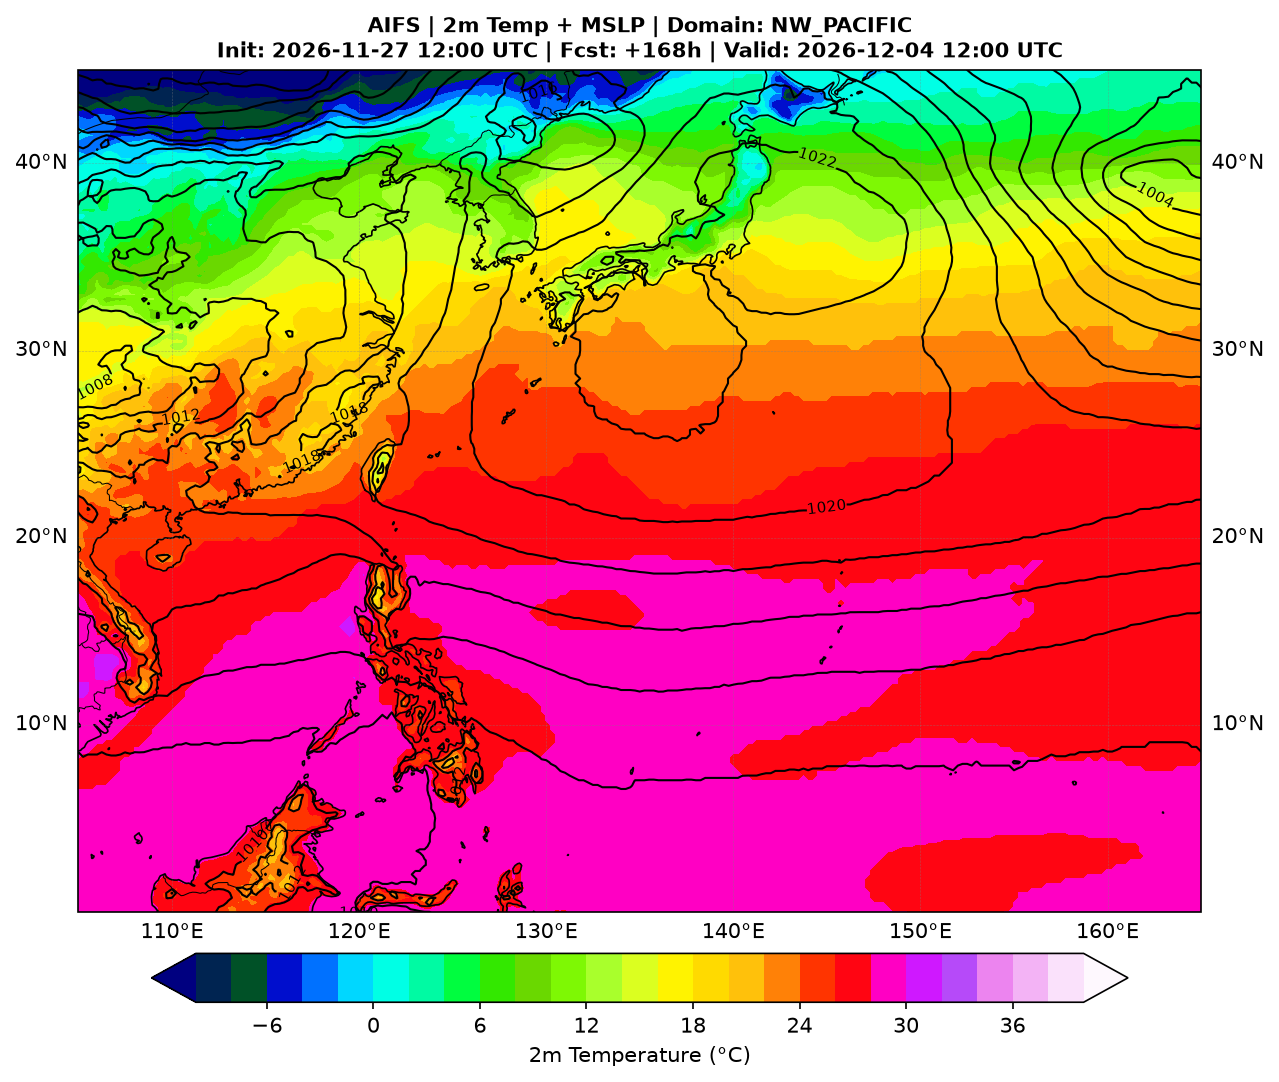 AIFS | 2m Temp + MSLP | Domain: NW_PACIFIC
Init: 2026-11-27 12:00 UTC | Fcst: +168h | Valid: 2026-12-04 12:00 UTC
1016
1022
40°N
40°N
1004
30°N
30°N
1008
1012
1018
1018
1020
20°N
20°N
10°N
10°N
1010
110°E
120°E
130°E
140°E
150°E
160°E
−6
0
6
12
18
24
30
36
2m Temperature (°C)